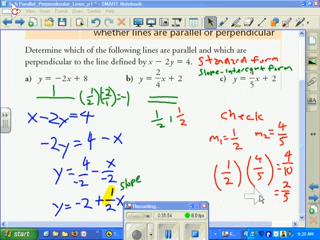 5_6 Parallel_Perpendicular_Lines_p1* - SMART Notebook
whether lines are parallel or perpendicular
Determine which of the following lines are parallel and which are
perpendicular to the line defined by x − 2y = 4.
Standard form
Slope-intercept form
a) y = −2x + 8
b) y = 2/4 x + 2
c) y = 4/5 x + 2
1
(1/2)(-2/1) = -1
1/2 ; 1/2
check
x - 2y = 4
m₁ = 1/2 m₂ = 4/5
-2y = 4 - x
(1/2)(4/5) = 4/10
= 2/5
y = 4/-2 - x/-2
slope
y = -2 + 1/2 x
Recording...